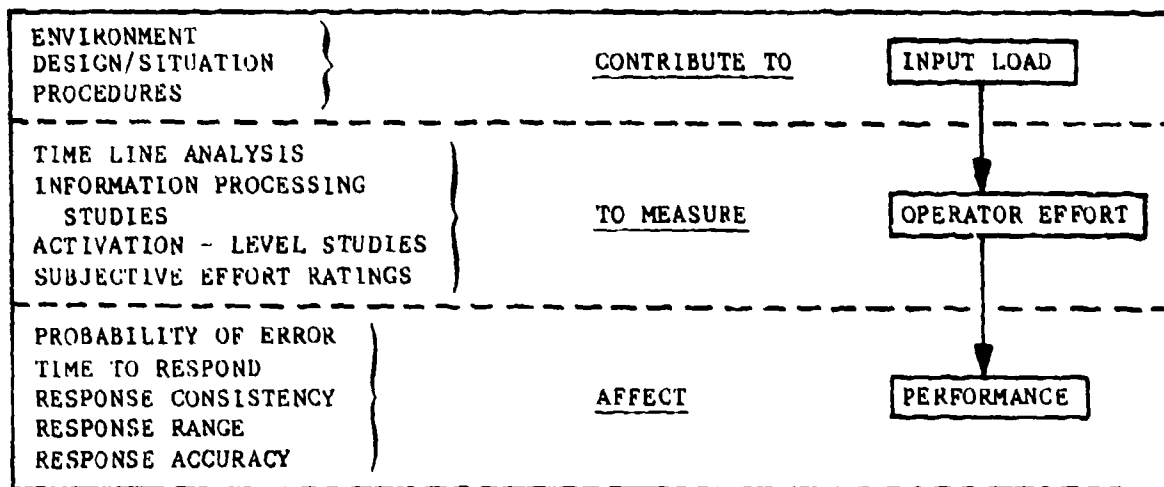 ENVIRONMENT
DESIGN/SITUATION
PROCEDURES
CONTRIBUTE TO
INPUT LOAD
TIME LINE ANALYSIS
INFORMATION PROCESSING
STUDIES
ACTIVATION - LEVEL STUDIES
SUBJECTIVE EFFORT RATINGS
TO MEASURE
OPERATOR EFFORT
PROBABILITY OF ERROR
TIME TO RESPOND
RESPONSE CONSISTENCY
RESPONSE RANGE
RESPONSE ACCURACY
AFFECT
PERFORMANCE